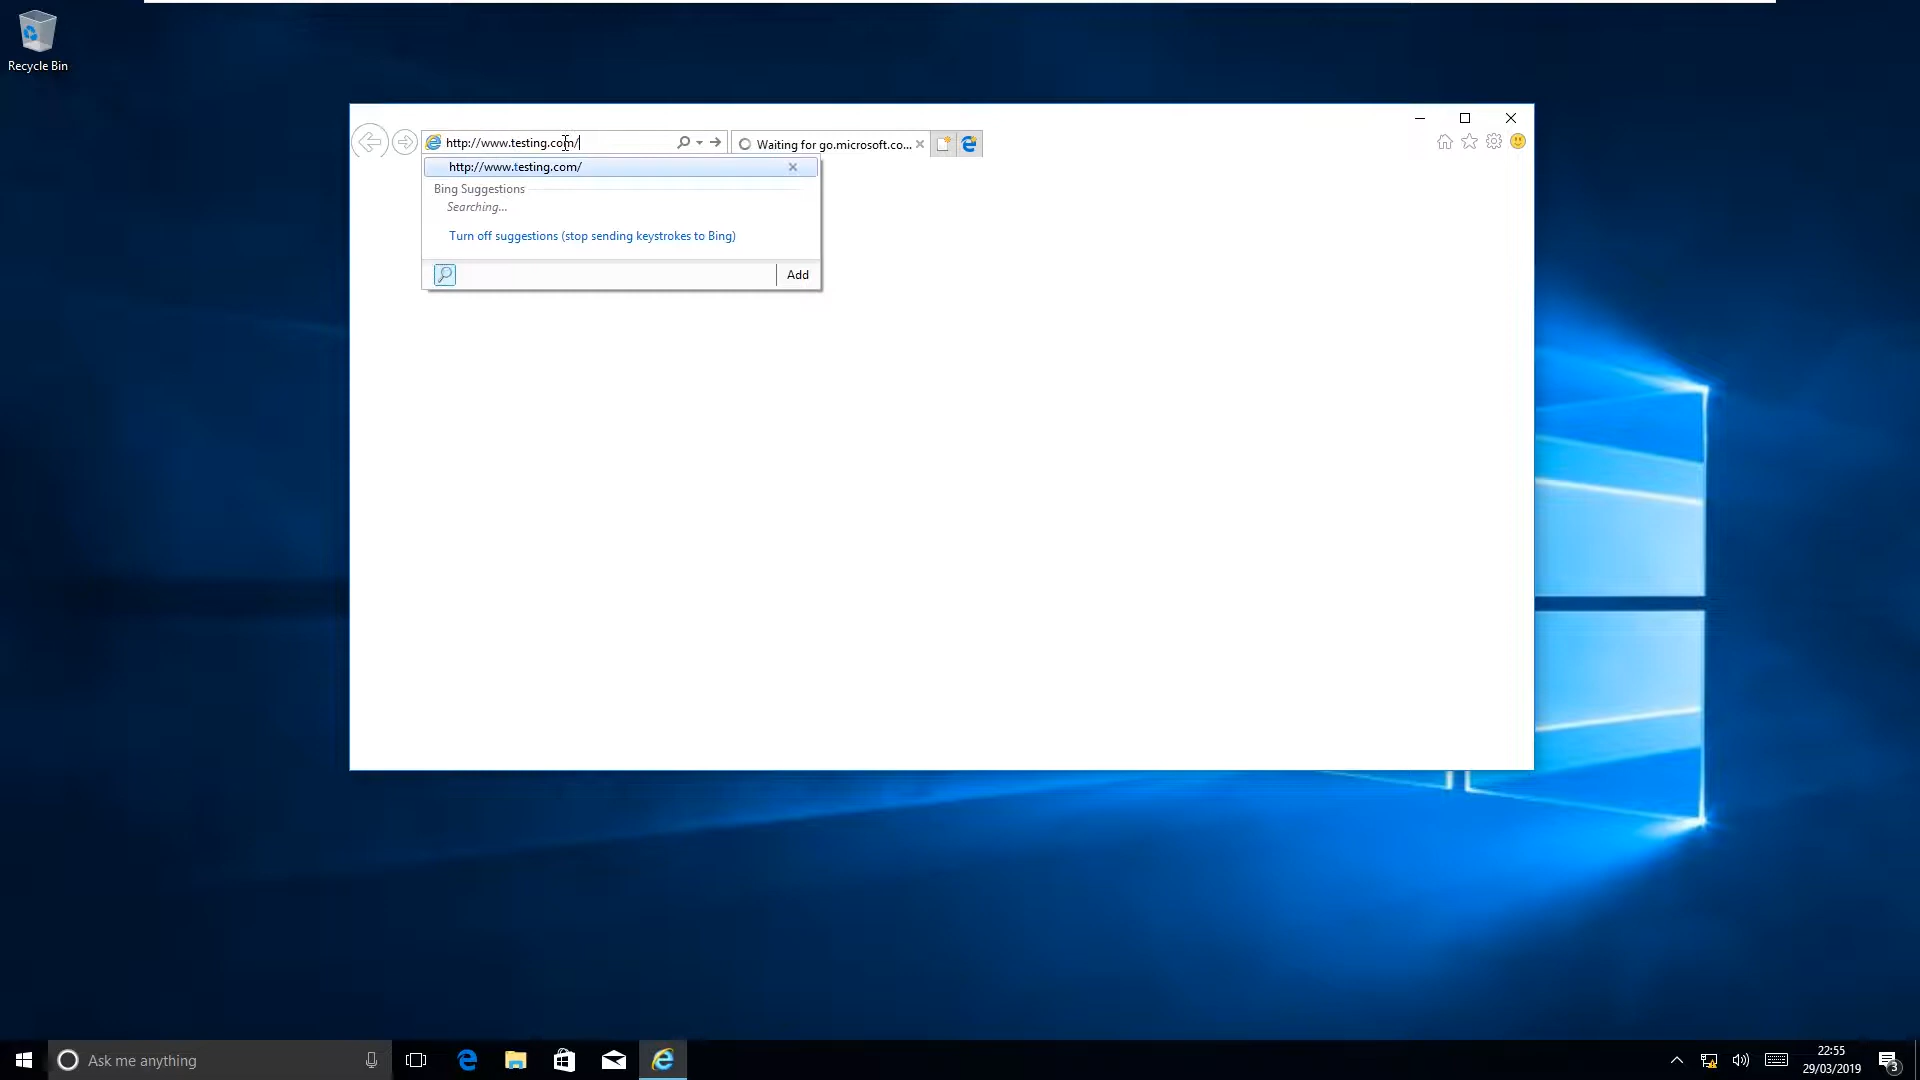 Recycle Bin
http://www.testing.com/
Waiting for go.microsoft.co...
http://www.testing.com/
Bing Suggestions
Searching...
Turn off suggestions (stop sending keystrokes to Bing)
Add
Ask me anything
22:55
29/03/2019
3